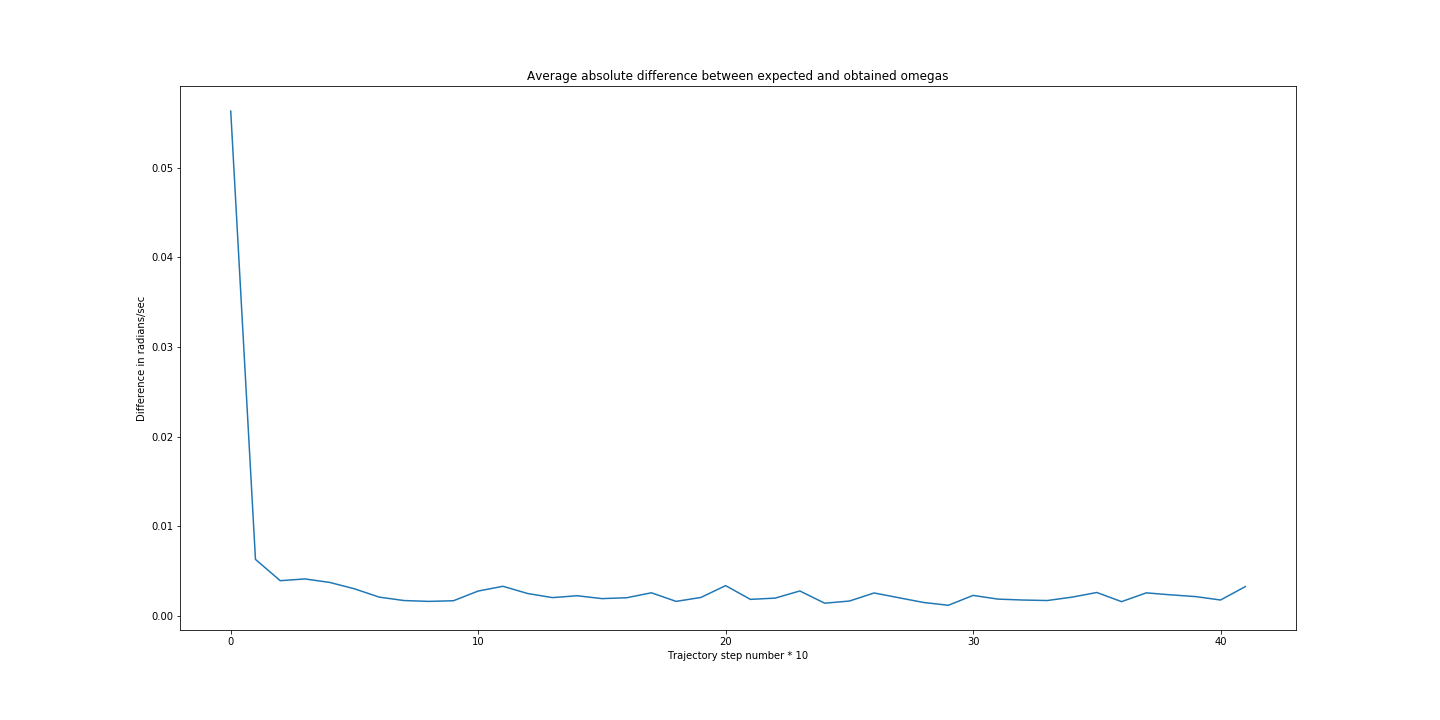 Average absolute difference between expected and obtained omegas
Difference in radians/sec
0.05
0.04
0.03
0.02
0.01
0.00
0 10 20 30 40
Trajectory step number * 10